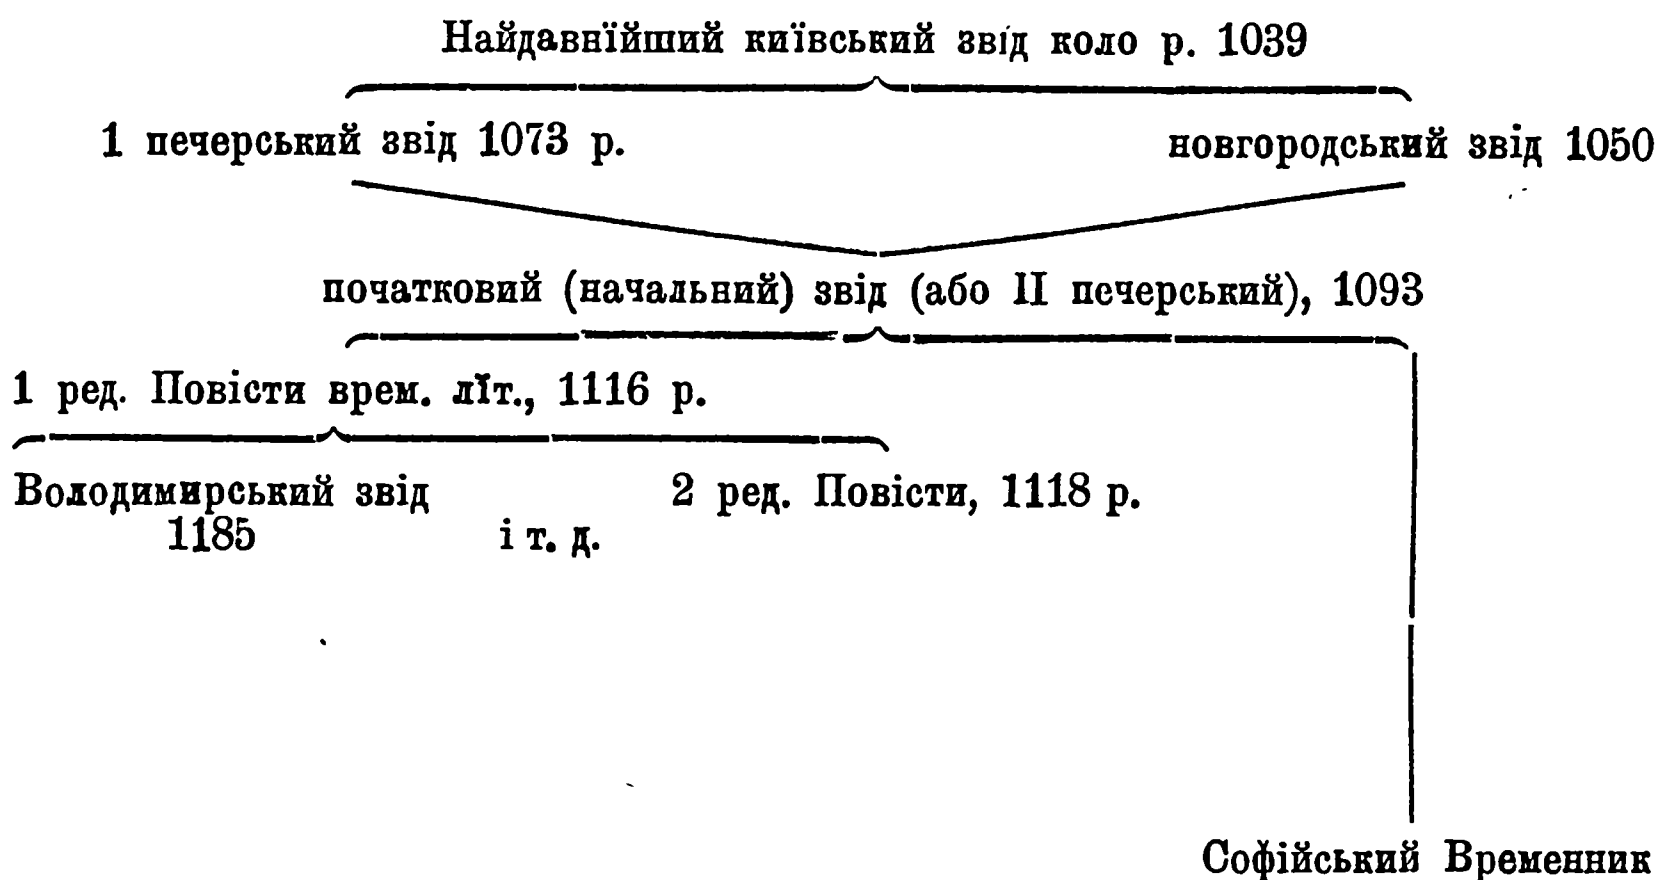 Найдавнїйший київський звід коло р. 1039
1 печерський звід 1073 р.
новгородський звід 1050
початковий (начальний) звід (або II печерський), 1093
1 ред. Повісти врем. лїт., 1116 р.
Володимирський звід
2 ред. Повісти, 1118 р.
1185
і т. д.
Софійський Временник